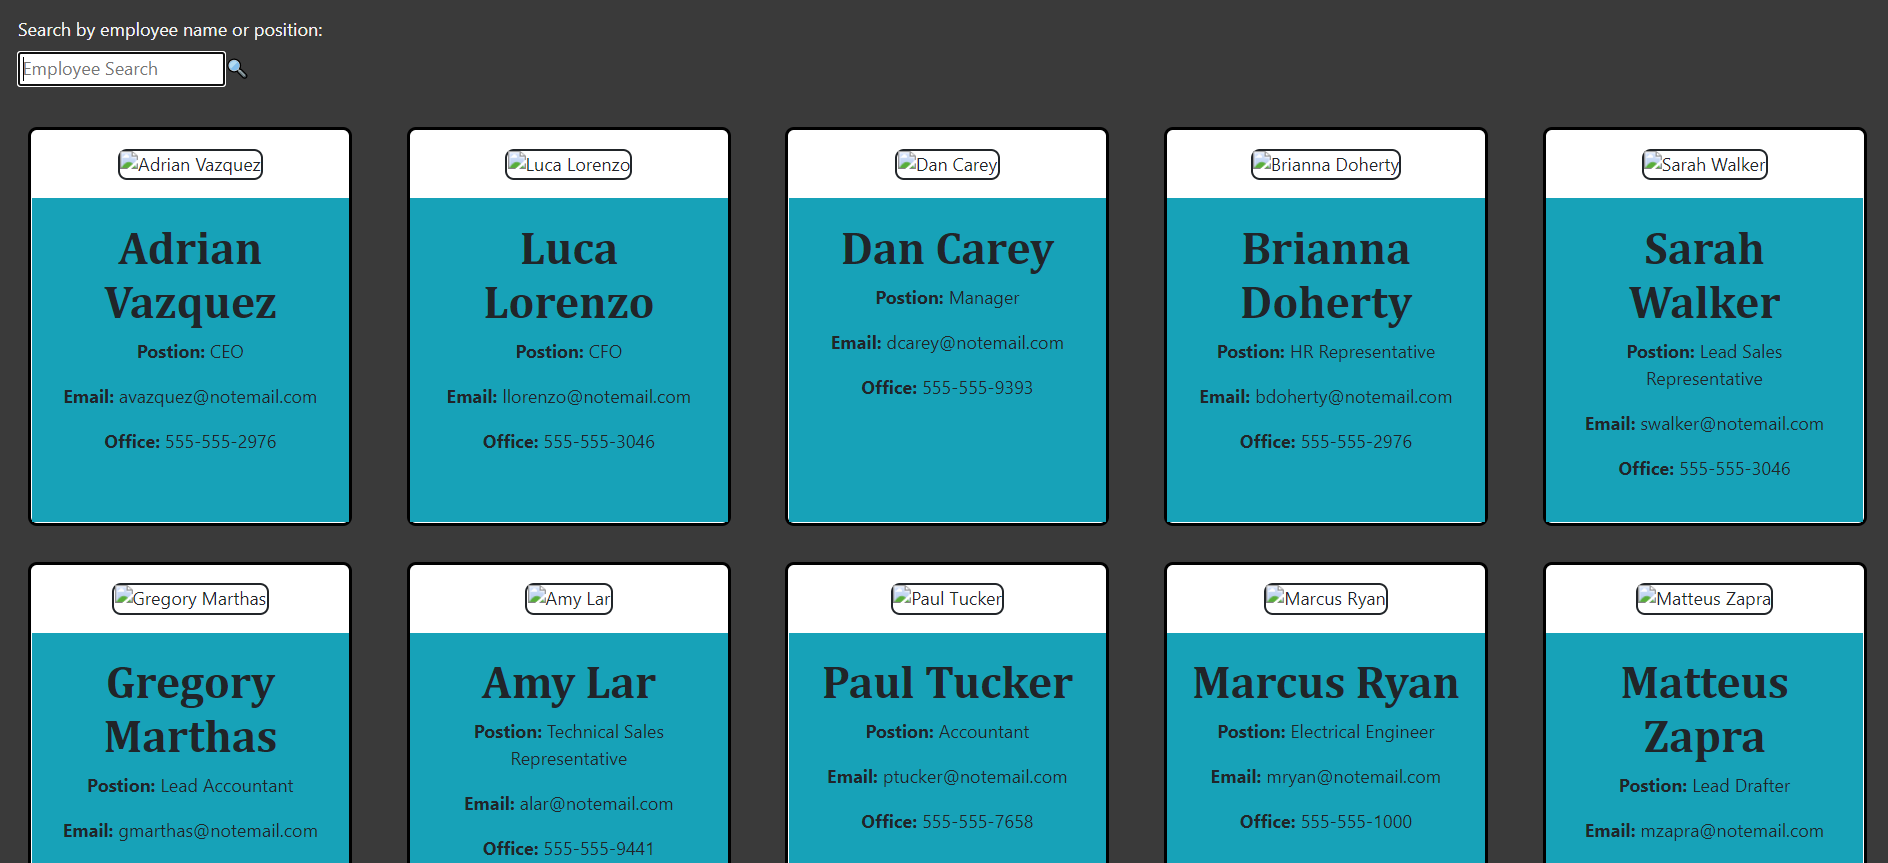 Search by employee name or position:
Employee Search
Adrian Vazquez
Adrian
Vazquez
Postion: CEO
Email: avazquez@notemail.com
Office: 555-555-2976
Luca Lorenzo
Luca
Lorenzo
Postion: CFO
Email: llorenzo@notemail.com
Office: 555-555-3046
Dan Carey
Dan Carey
Postion: Manager
Email: dcarey@notemail.com
Office: 555-555-9393
Brianna Doherty
Brianna
Doherty
Postion: HR Representative
Email: bdoherty@notemail.com
Office: 555-555-2976
Sarah Walker
Sarah
Walker
Postion: Lead Sales
Representative
Email: swalker@notemail.com
Office: 555-555-3046
Gregory Marthas
Gregory
Marthas
Postion: Lead Accountant
Email: gmarthas@notemail.com
Amy Lar
Amy Lar
Postion: Technical Sales
Representative
Email: alar@notemail.com
Office: 555-555-9441
Paul Tucker
Paul Tucker
Postion: Accountant
Email: ptucker@notemail.com
Office: 555-555-7658
Marcus Ryan
Marcus Ryan
Postion: Electrical Engineer
Email: mryan@notemail.com
Office: 555-555-1000
Matteus Zapra
Matteus
Zapra
Postion: Lead Drafter
Email: mzapra@notemail.com